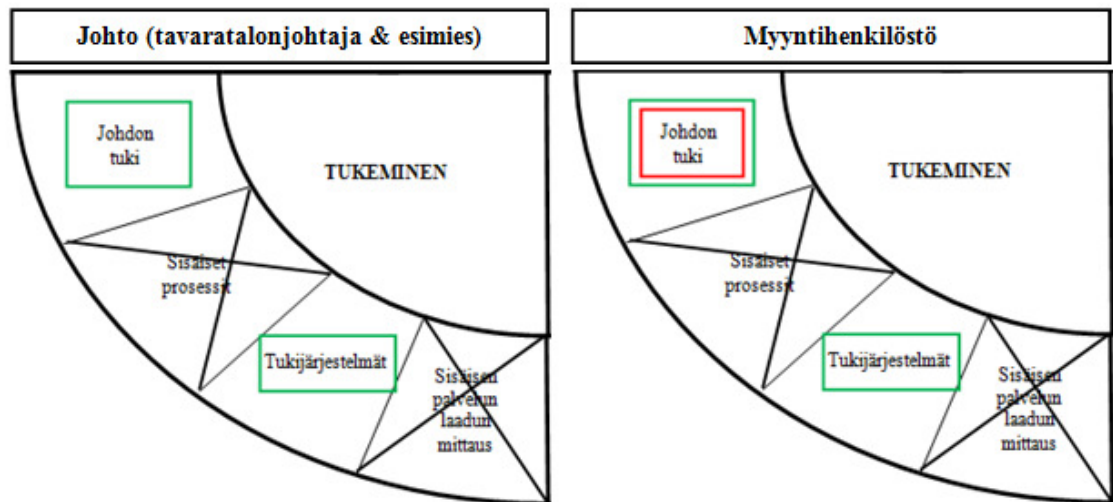 Johto (tavaratalonjohtaja & esimies)
Johdon
tuki
TUKEMINEN
Sisäiset
prosessit
Tukijärjestelmät
Sisäisen
palvelun
laadun
mittaus
Myyntihenkilöstö
Johdon
tuki
TUKEMINEN
Sisäiset
prosessit
Tukijärjestelmät
Sisäisen
palvelun
laadun
mittaus